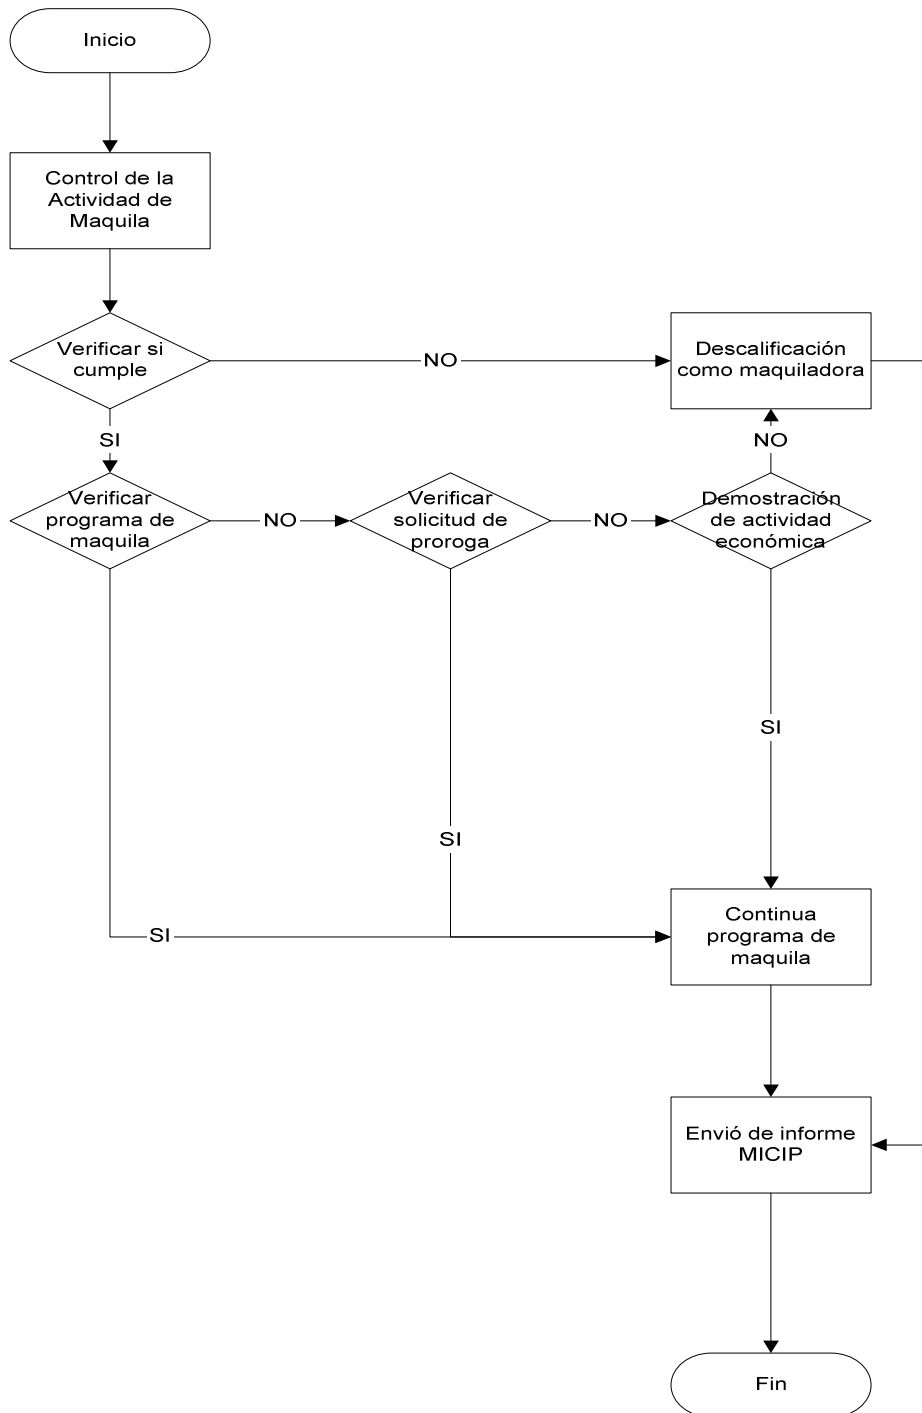 Inicio
Control de la
Actividad de
Maquila
Verificar si
cumple
NO
Descalificación
como maquiladora
SI
NO
Verificar
programa de
maquila
NO
Verificar
solicitud de
proroga
NO
Demostración
de actividad
económica
SI
SI
SI
Continua
programa de
maquila
Envió de informe
MICIP
Fin